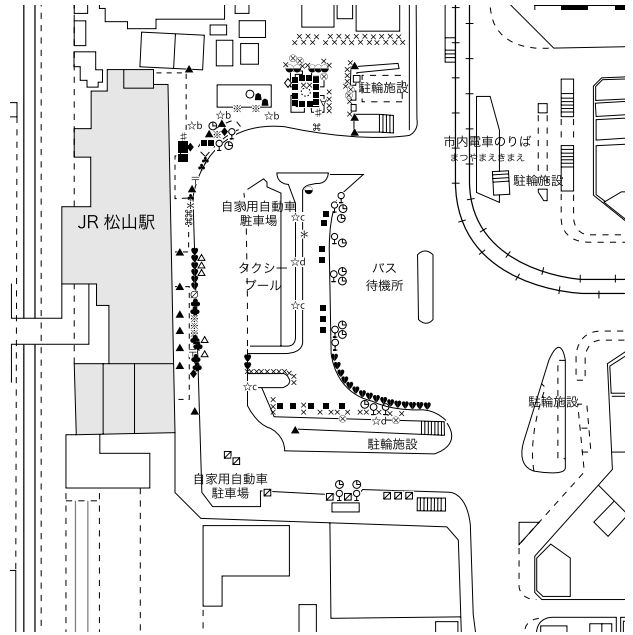 駐輪施設
☆b
☆b
☆b
市内電車のりば
まつやまえきまえ
駐輪施設
自家用自動車
駐車場
☆c
JR 松山駅
タクシー
プール
☆d
バス
待機所
☆c
☆c
駐輪施設
☆d
駐輪施設
自家用自動車
駐車場